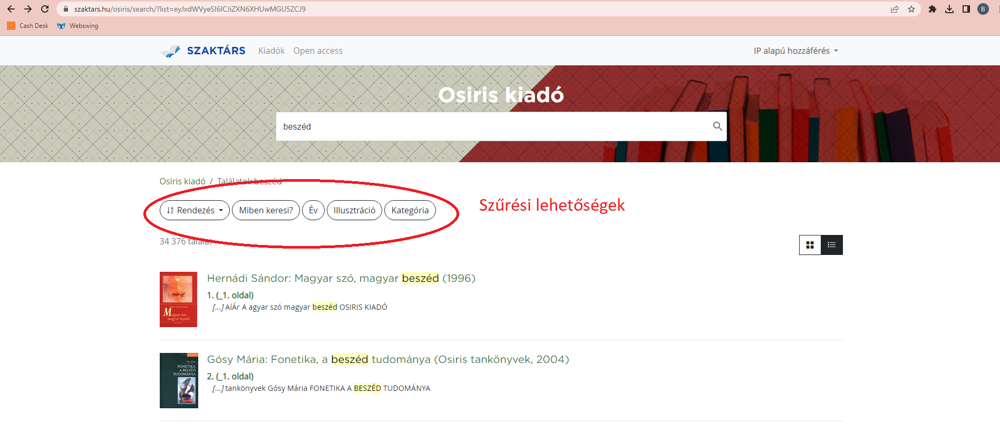 szaktars.hu/osiris/search/?list=eyJxdWVyeSI6ICJiZXN6XHUwMGU5ZCJ9
B
Cash Desk Webswing
SZAKTÁRS Kiadók Open access IP alapú hozzáférés
Osiris kiadó
beszéd
Osiris kiadó / Találatok beszéd
Rendezés Miben keresi? Év Illusztráció Kategória
Szűrési lehetőségek
34 376 találat
Hernádi Sándor: Magyar szó, magyar beszéd (1996)
1. (_1. oldal)
[...] AíÁr A agyar szó magyar beszéd OSIRIS KIADÓ
Magyar szó,
magyar beszéd
Gósy Mária: Fonetika, a beszéd tudománya (Osiris tankönyvek, 2004)
2. (_1. oldal)
[...] tankönyvek Gósy Mária FONETIKA A BESZÉD TUDOMÁNYA
Gósy Mária
FONETIKA,
A BESZÉD
TUDOMÁNYA